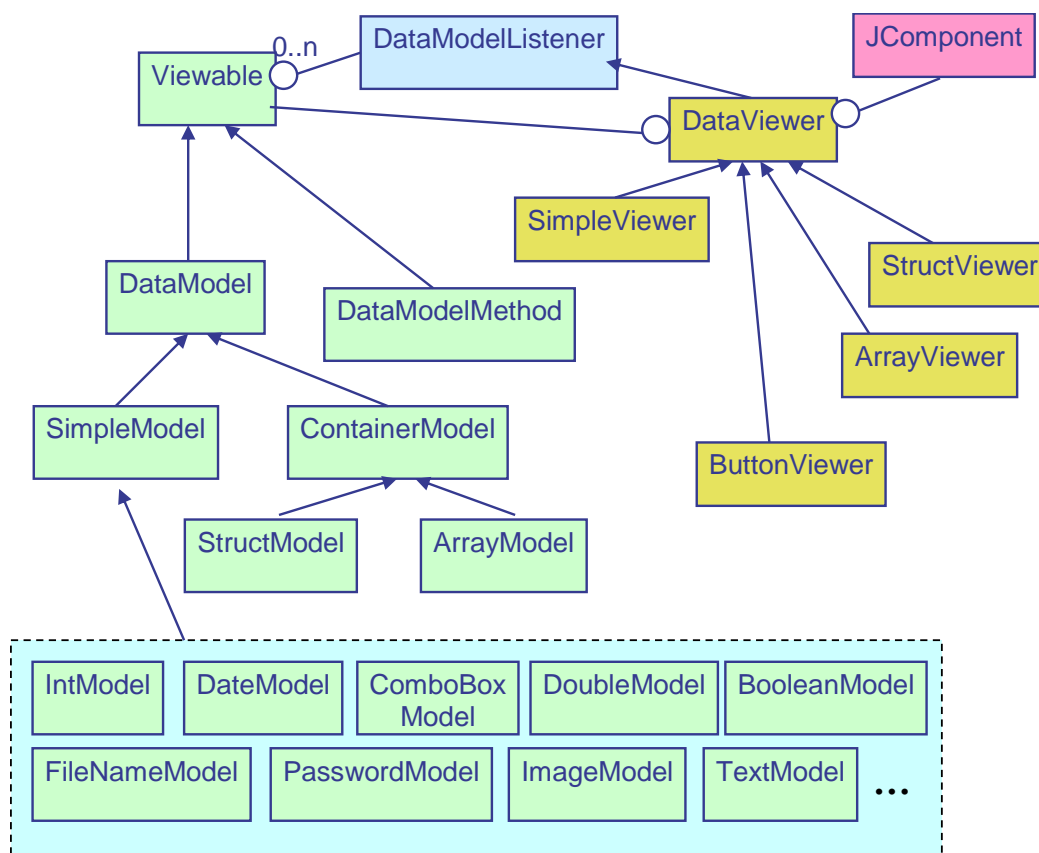 0..n
DataModelListener
JComponent
Viewable
DataViewer
SimpleViewer
StructViewer
DataModel
DataModelMethod
ArrayViewer
SimpleModel
ContainerModel
ButtonViewer
StructModel
ArrayModel
IntModel
DateModel
ComboBox
Model
DoubleModel
BooleanModel
FileNameModel
PasswordModel
ImageModel
TextModel
...